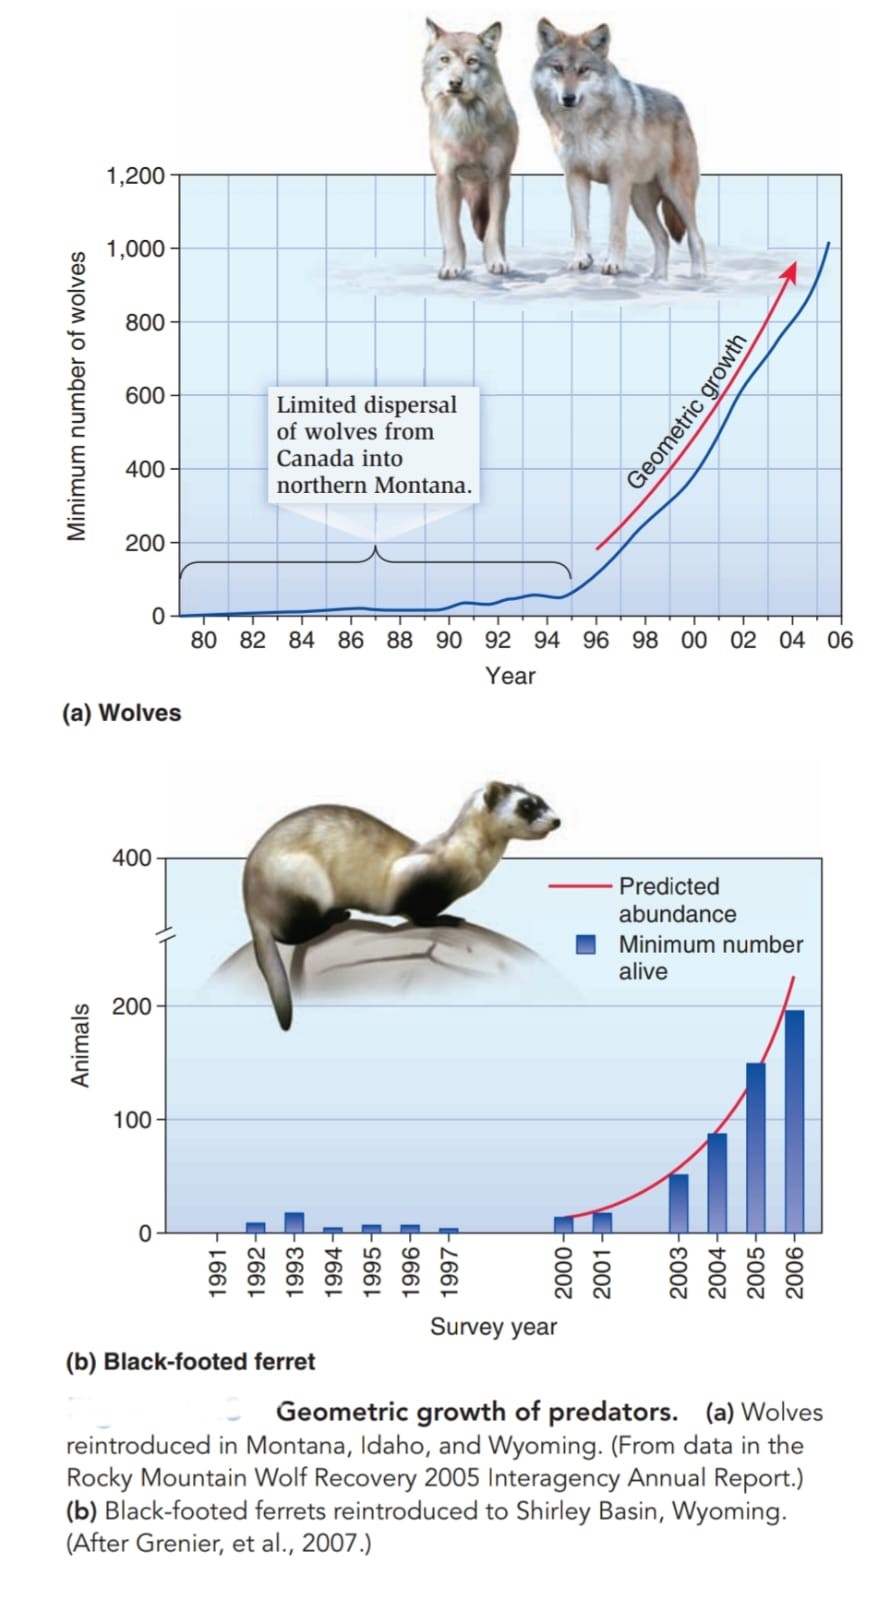 1,200
1,000
800
600
400
200
0
Minimum number of wolves
Limited dispersal
of wolves from
Canada into
northern Montana.
Geometric growth
80 82 84 86 88 90 92 94 96 98 00 02 04 06
Year
(a) Wolves
400
200
100
0
Animals
Predicted
abundance
Minimum number
alive
1991 1992 1993 1994 1995 1996 1997 2000 2001 2003 2004 2005 2006
Survey year
(b) Black-footed ferret
Geometric growth of predators. (a) Wolves
reintroduced in Montana, Idaho, and Wyoming. (From data in the
Rocky Mountain Wolf Recovery 2005 Interagency Annual Report.)
(b) Black-footed ferrets reintroduced to Shirley Basin, Wyoming.
(After Grenier, et al., 2007.)